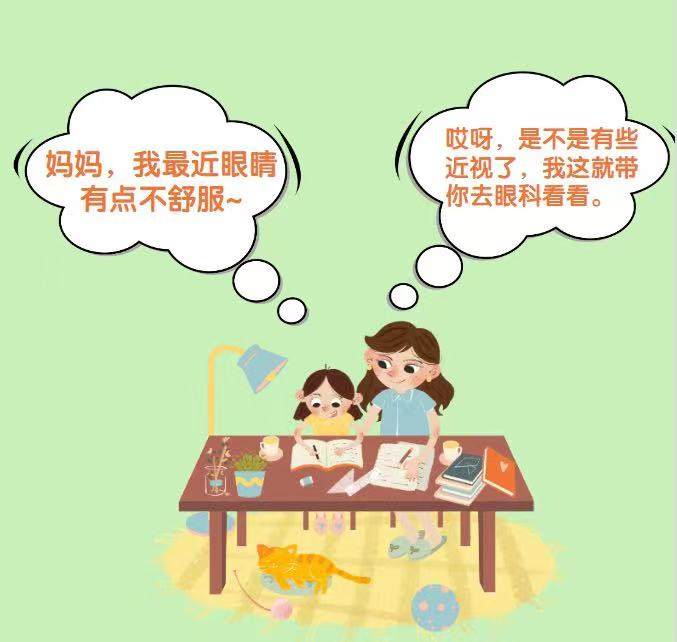 妈妈，我最近眼睛
有点不舒服~
哎呀，是不是有些
近视了，我这就带
你去眼科看看。